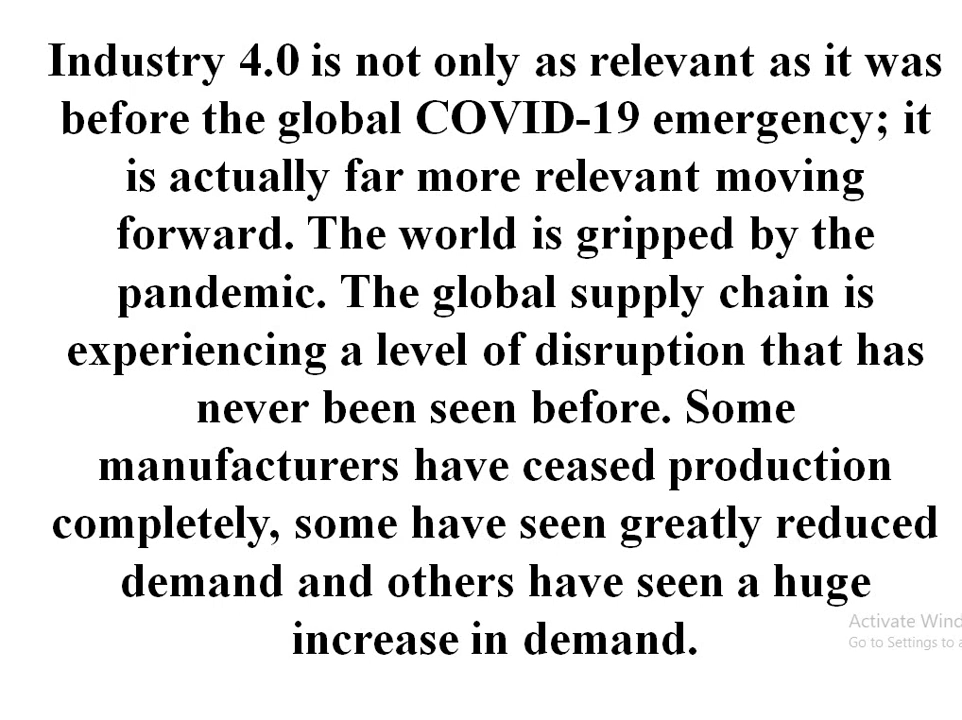 Industry 4.0 is not only as relevant as it was
before the global COVID-19 emergency; it
is actually far more relevant moving
forward. The world is gripped by the
pandemic. The global supply chain is
experiencing a level of disruption that has
never been seen before. Some
manufacturers have ceased production
completely, some have seen greatly reduced
demand and others have seen a huge
increase in demand.
Activate Wind
Go to Settings to a